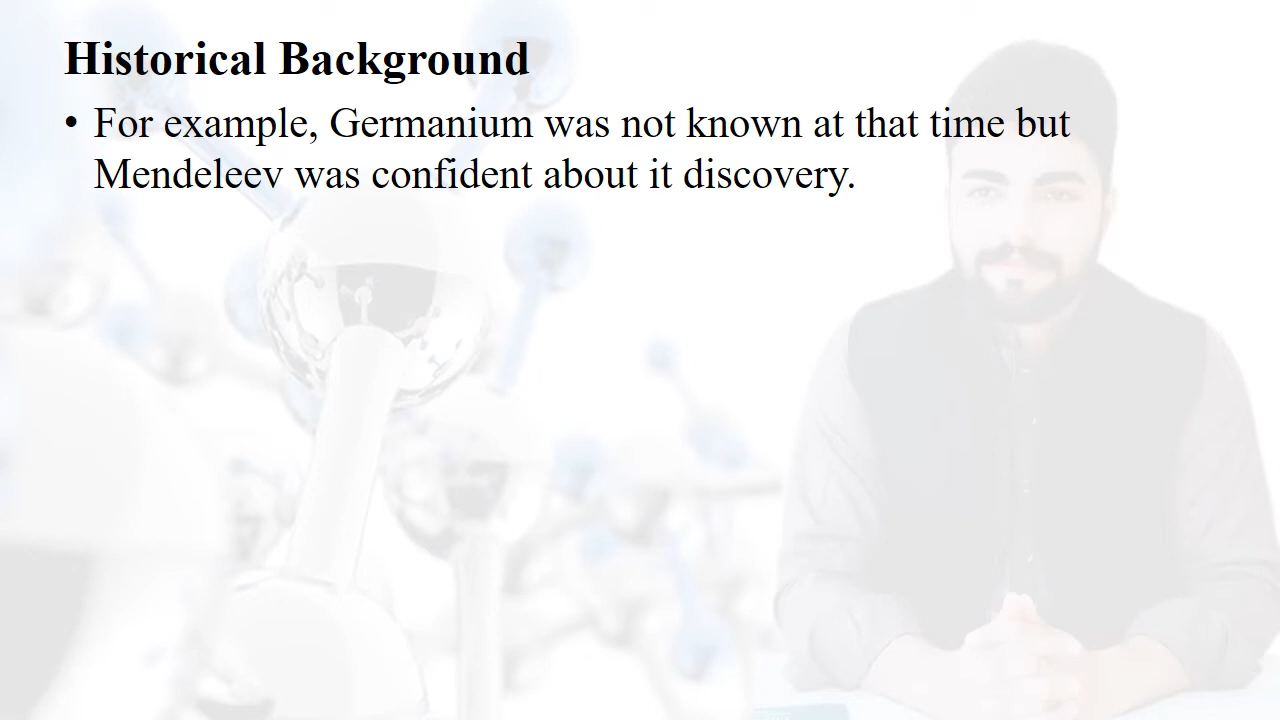 Historical Background
• For example, Germanium was not known at that time but
Mendeleev was confident about it discovery.